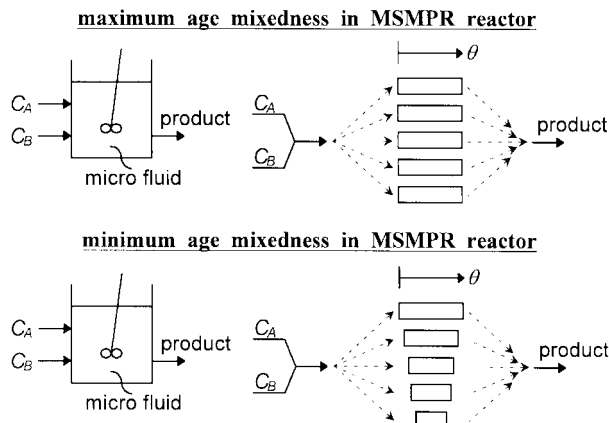 maximum age mixedness in MSMPR reactor
θ
C_A
C_B
product
micro fluid
C_A
C_B
product
minimum age mixedness in MSMPR reactor
θ
C_A
C_B
product
micro fluid
C_A
C_B
product